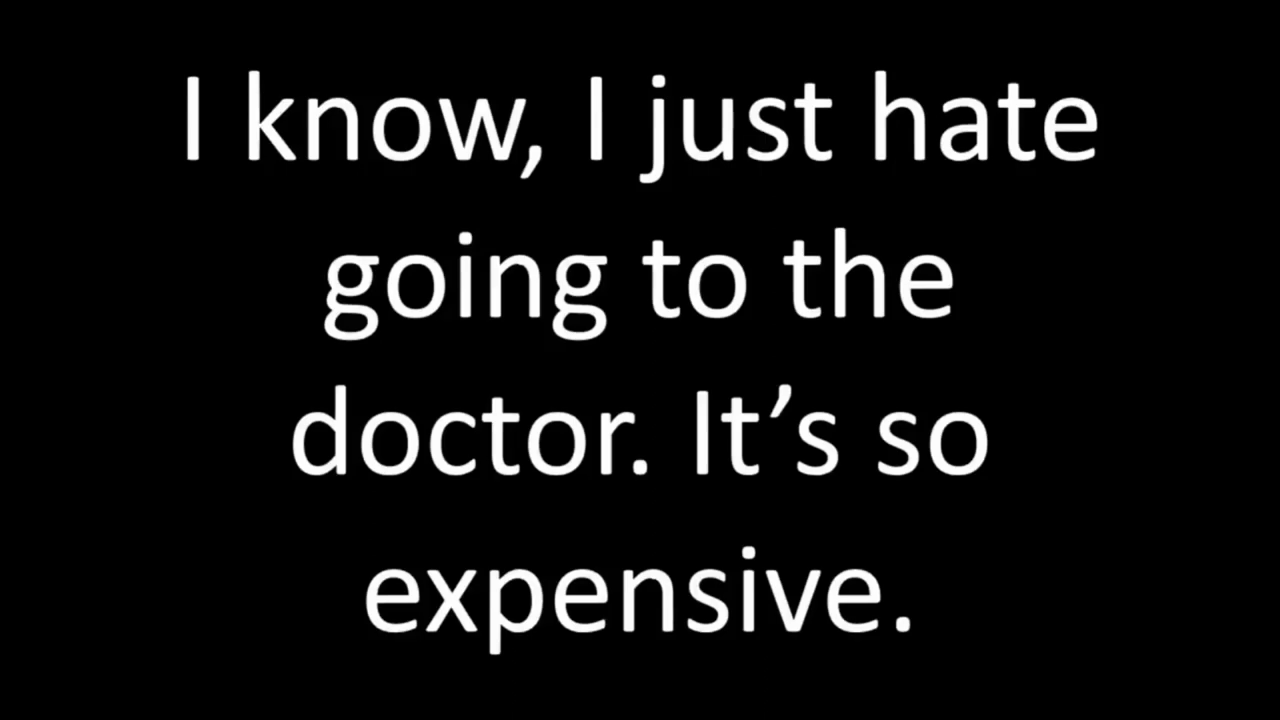 I know, I just hate
going to the
doctor. It’s so
expensive.